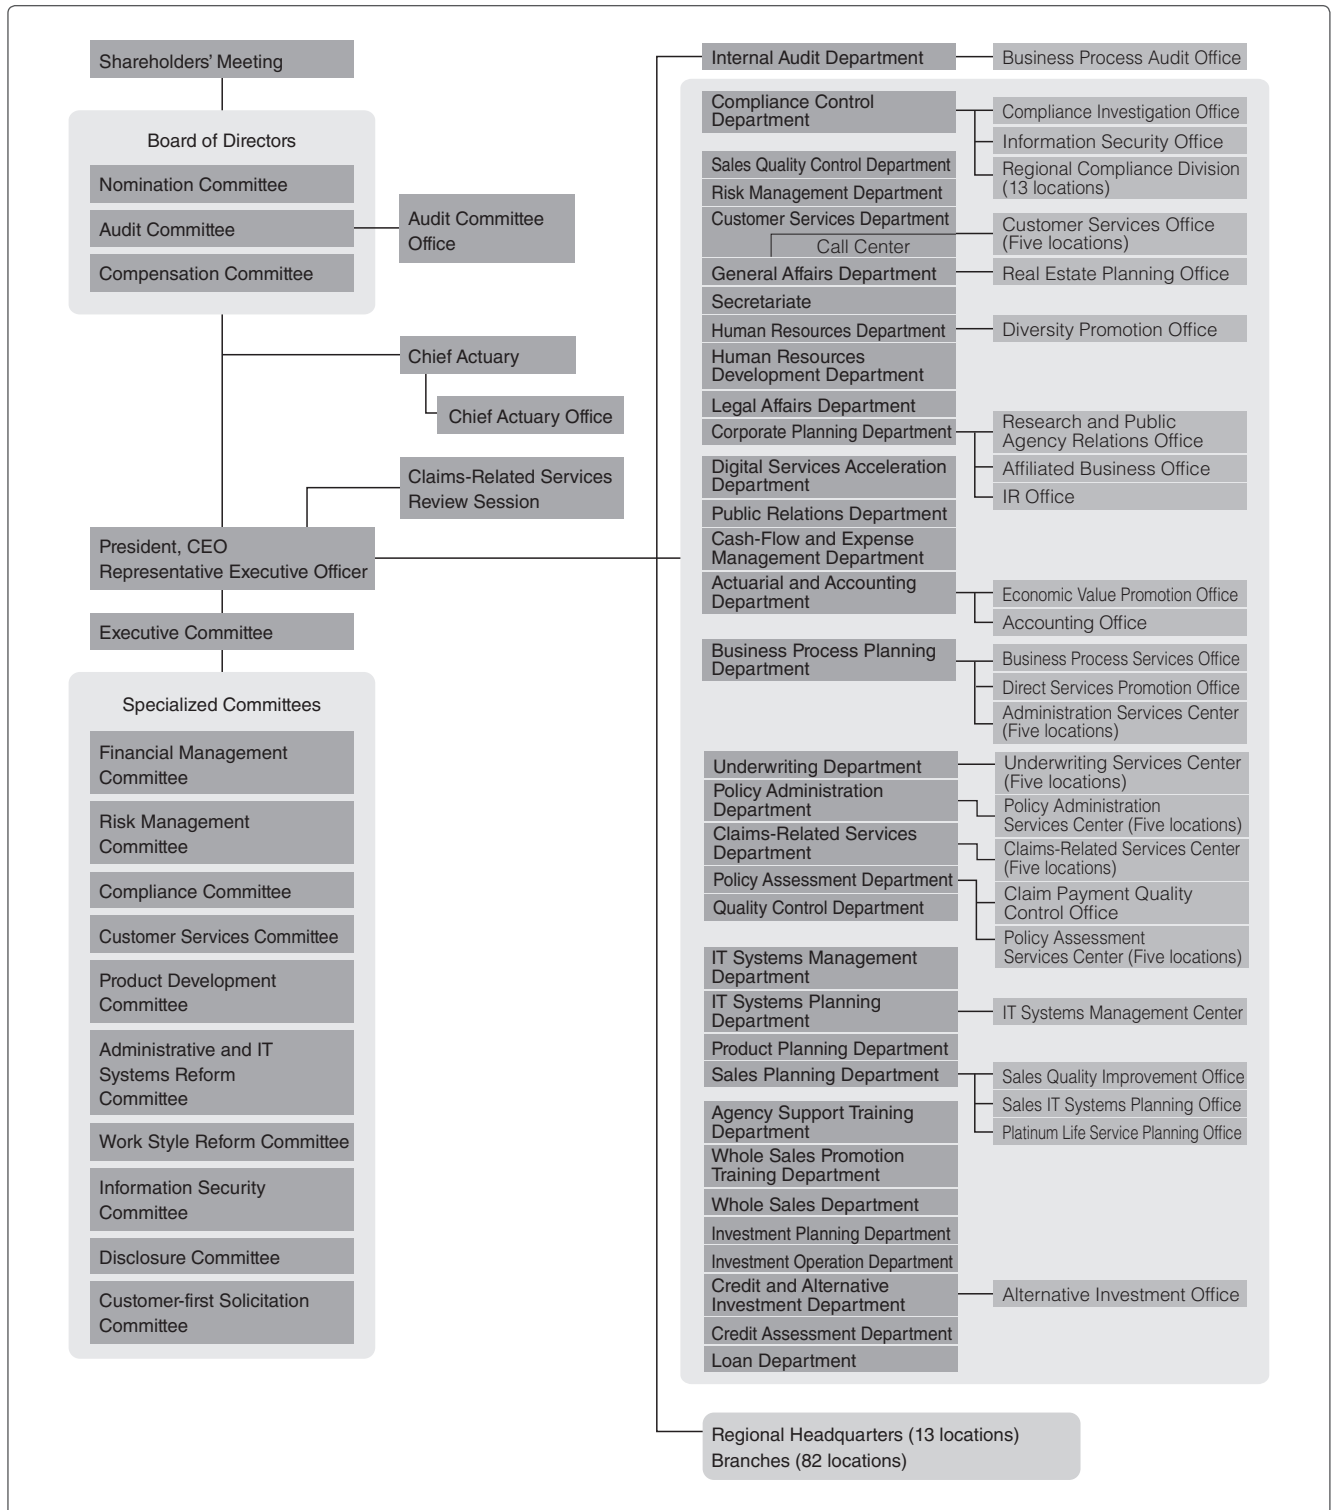 Shareholders' Meeting
Board of Directors
Nomination Committee
Audit Committee
Compensation Committee
Audit Committee
Office
Chief Actuary
Chief Actuary Office
Claims-Related Services
Review Session
President, CEO
Representative Executive Officer
Executive Committee
Specialized Committees
Financial Management
Committee
Risk Management
Committee
Compliance Committee
Customer Services Committee
Product Development
Committee
Administrative and IT
Systems Reform
Committee
Work Style Reform Committee
Information Security
Committee
Disclosure Committee
Customer-first Solicitation
Committee
Internal Audit Department
Business Process Audit Office
Compliance Control
Department
Compliance Investigation Office
Information Security Office
Regional Compliance Division
(13 locations)
Sales Quality Control Department
Risk Management Department
Customer Services Department
Call Center
Customer Services Office
(Five locations)
General Affairs Department
Real Estate Planning Office
Secretariate
Human Resources Department
Diversity Promotion Office
Human Resources
Development Department
Legal Affairs Department
Corporate Planning Department
Research and Public
Agency Relations Office
Affiliated Business Office
IR Office
Digital Services Acceleration
Department
Public Relations Department
Cash-Flow and Expense
Management Department
Actuarial and Accounting
Department
Economic Value Promotion Office
Accounting Office
Business Process Planning
Department
Business Process Services Office
Direct Services Promotion Office
Administration Services Center
(Five locations)
Underwriting Department
Underwriting Services Center
(Five locations)
Policy Administration
Department
Policy Administration
Services Center (Five locations)
Claims-Related Services
Department
Claims-Related Services Center
(Five locations)
Policy Assessment Department
Claim Payment Quality
Control Office
Policy Assessment
Services Center (Five locations)
Quality Control Department
IT Systems Management
Department
IT Systems Planning
Department
IT Systems Management Center
Product Planning Department
Sales Planning Department
Sales Quality Improvement Office
Sales IT Systems Planning Office
Platinum Life Service Planning Office
Agency Support Training
Department
Whole Sales Promotion
Training Department
Whole Sales Department
Investment Planning Department
Investment Operation Department
Credit and Alternative
Investment Department
Alternative Investment Office
Credit Assessment Department
Loan Department
Regional Headquarters (13 locations)
Branches (82 locations)